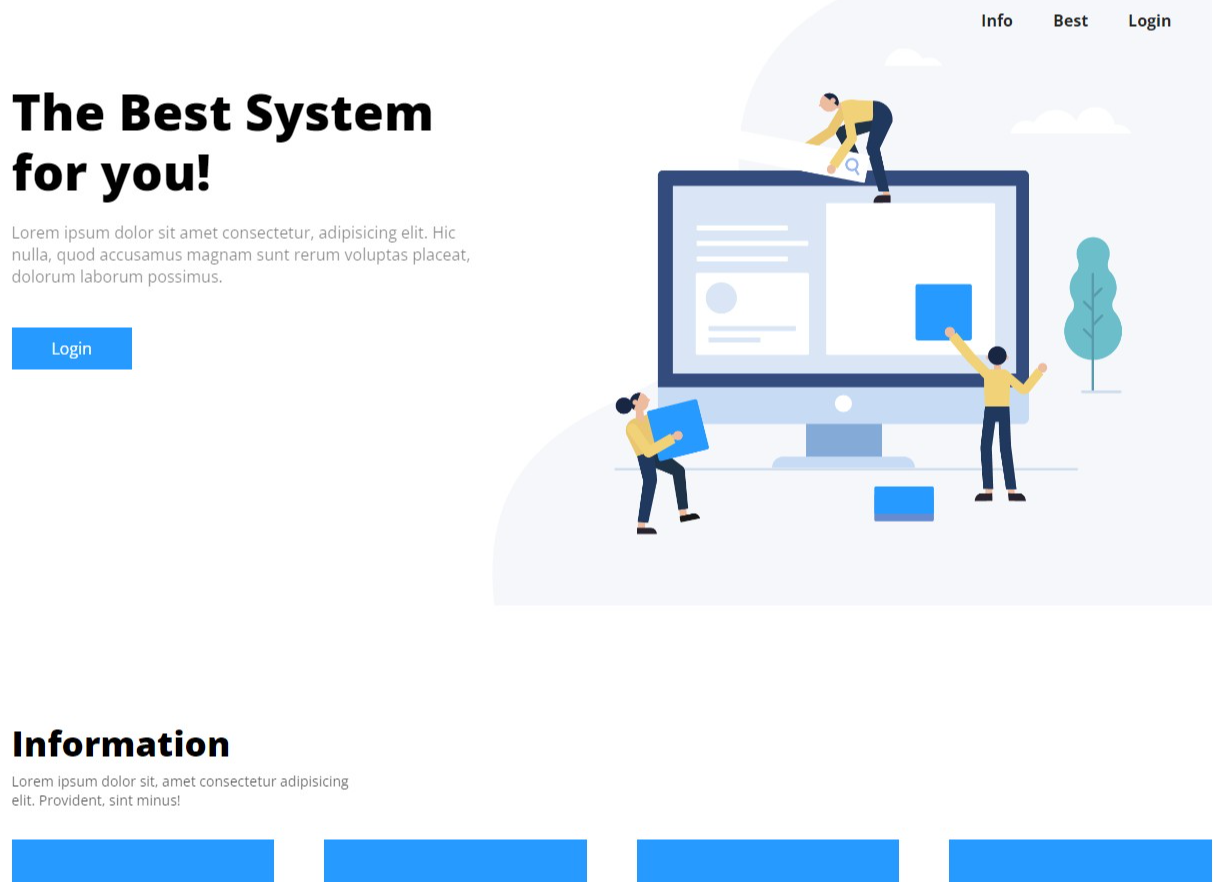 Info Best Login
The Best System
for you!
Lorem ipsum dolor sit amet consectetur, adipisicing elit. Hic
nulla, quod accusamus magnam sunt rerum voluptas placeat,
dolorum laborum possimus.
Login
Information
Lorem ipsum dolor sit, amet consectetur adipisicing
elit. Provident, sint minus!